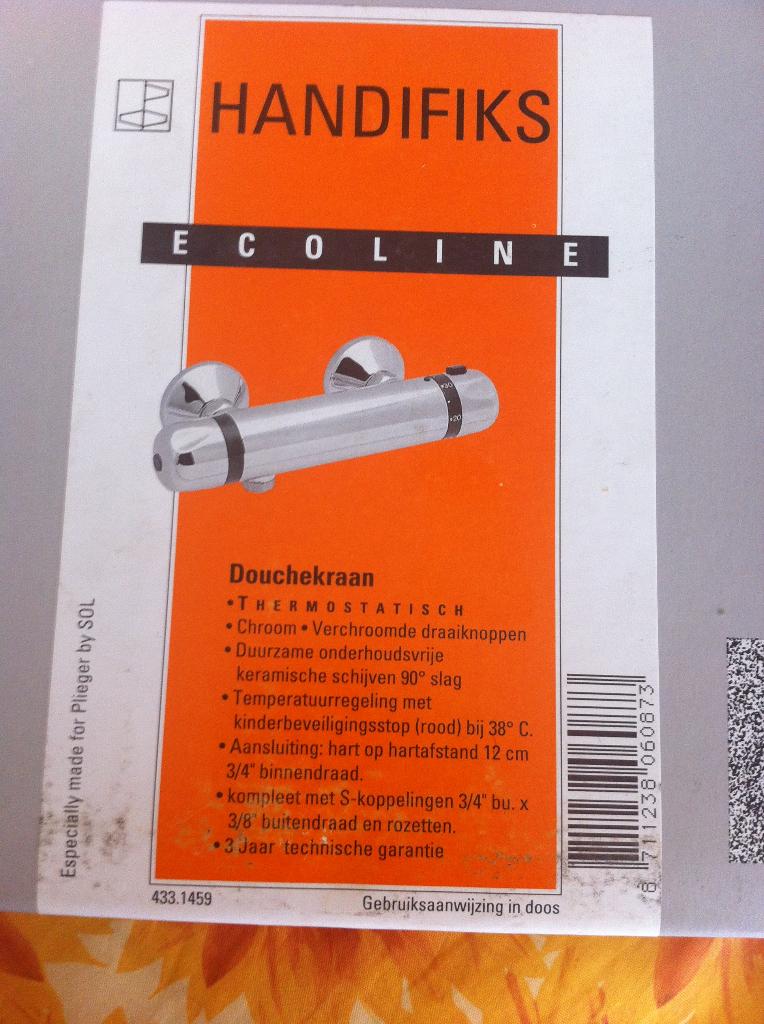 HANDIFIKS
ECOLINE
•30
•20
Douchekraan
• THERMOSTATISCH
• Chroom • Verchroomde draaiknoppen
• Duurzame onderhoudsvrije
keramische schijven 90° slag
• Temperatuurregeling met
kinderbeveiligingsstop (rood) bij 38° C.
• Aansluiting: hart op hartafstand 12 cm
3/4" binnendraad.
• kompleet met S-koppelingen 3/4" bu. x
3/8" buitendraad en rozetten.
• 3 Jaar technische garantie
433.1459
Gebruiksaanwijzing in doos
Especially made for Plieger by SOL
8 711238 060873